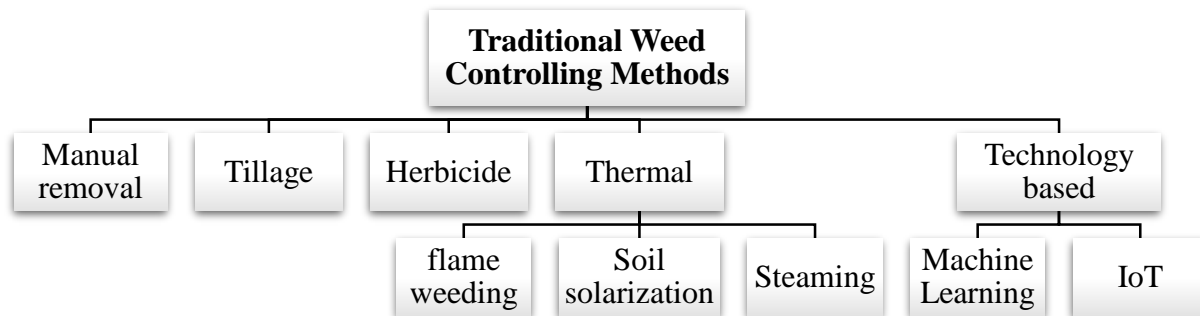 Traditional Weed
Controlling Methods
Manual
removal
Tillage
Herbicide
Thermal
Technology
based
flame
weeding
Soil
solarization
Steaming
Machine
Learning
IoT